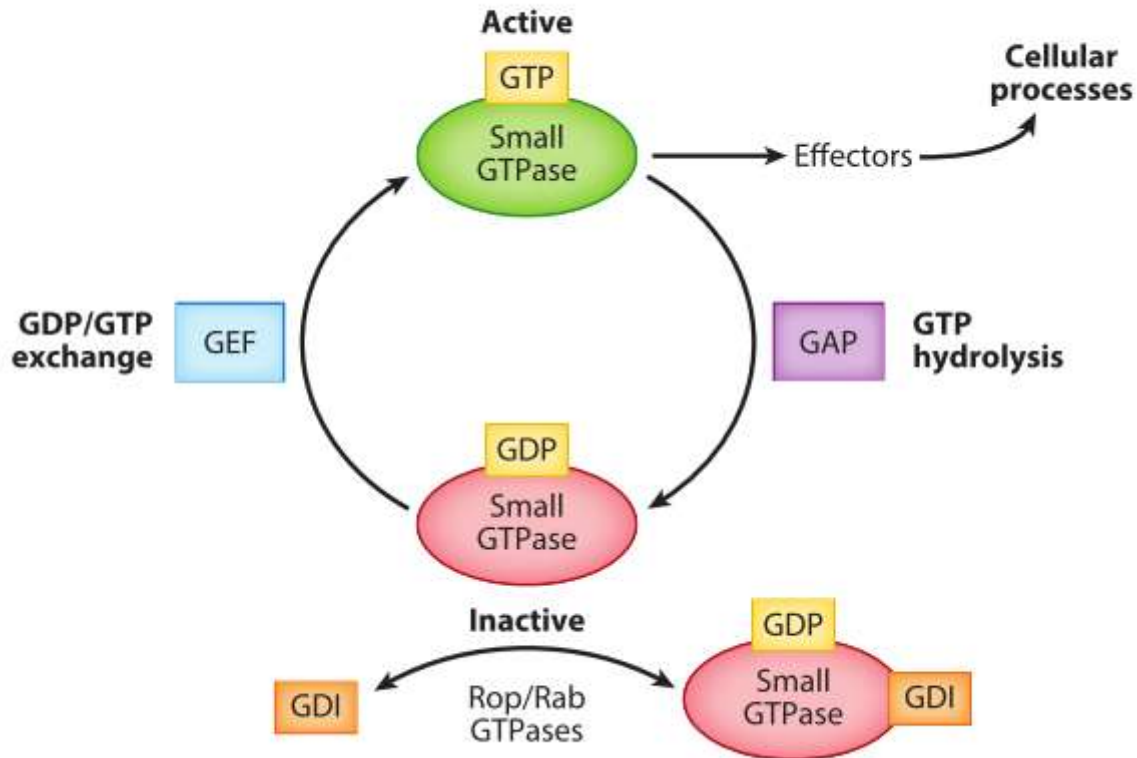 Active
GTP
Small
GTPase
Effectors
Cellular
processes
GDP/GTP
exchange
GEF
GAP
GTP
hydrolysis
GDP
Small
GTPase
Inactive
GDI
Rop/Rab
GTPases
GDP
Small
GTPase
GDI